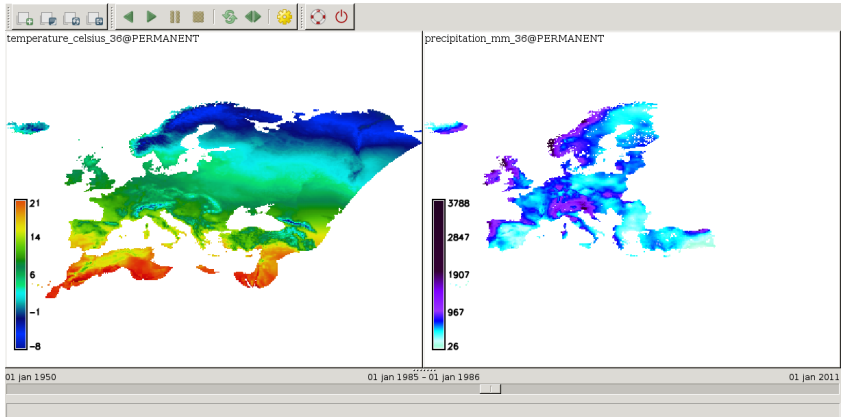 temperature_celsius_36@PERMANENT
precipitation_mm_36@PERMANENT
21
14
6
-1
-8
3788
2847
1907
967
26
01 jan 1950
01 jan 1985 - 01 jan 1986
01 jan 2011